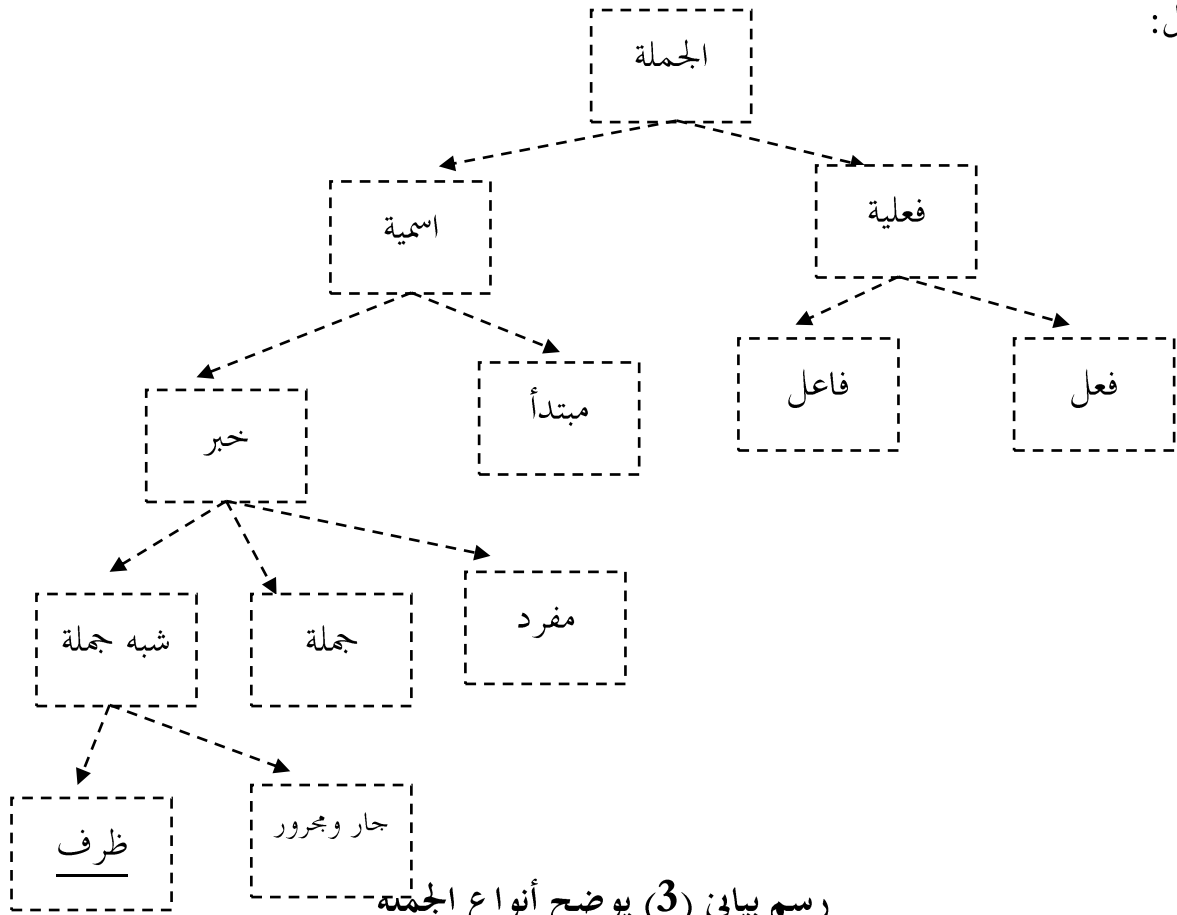 ل:
الجملة
فعلية
اسمية
فعل
فاعل
مبتدأ
خبر
مفرد
جملة
شبه جملة
جار ومجرور
ظرف
رسم بياني (3) يوضح أنواع الجملة